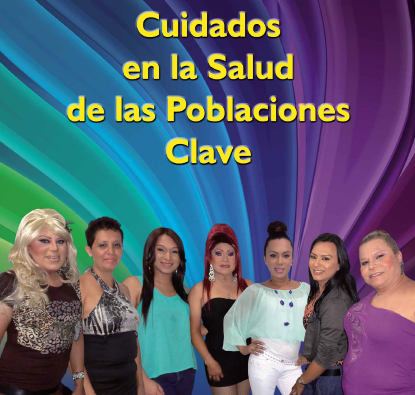 Cuidados
en la Salud
de las Poblaciones
Clave